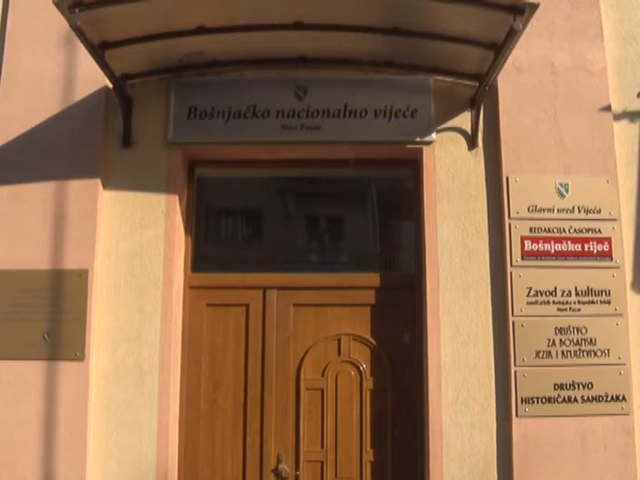 Bošnjačko nacionalno vijeće
Novi Pazar
Glavni ured Vijeća
REDAKCIJA ČASOPISA
Bošnjačka riječ
Zavod za kulturu
sandžačkih Bošnjaka u Republici Srbiji
Novi Pazar
DRUŠTVO
ZA BOSANSKI
JEZIK I KNJIŽEVNOST
DRUŠTVO
HISTORIČARA SANDŽAKA